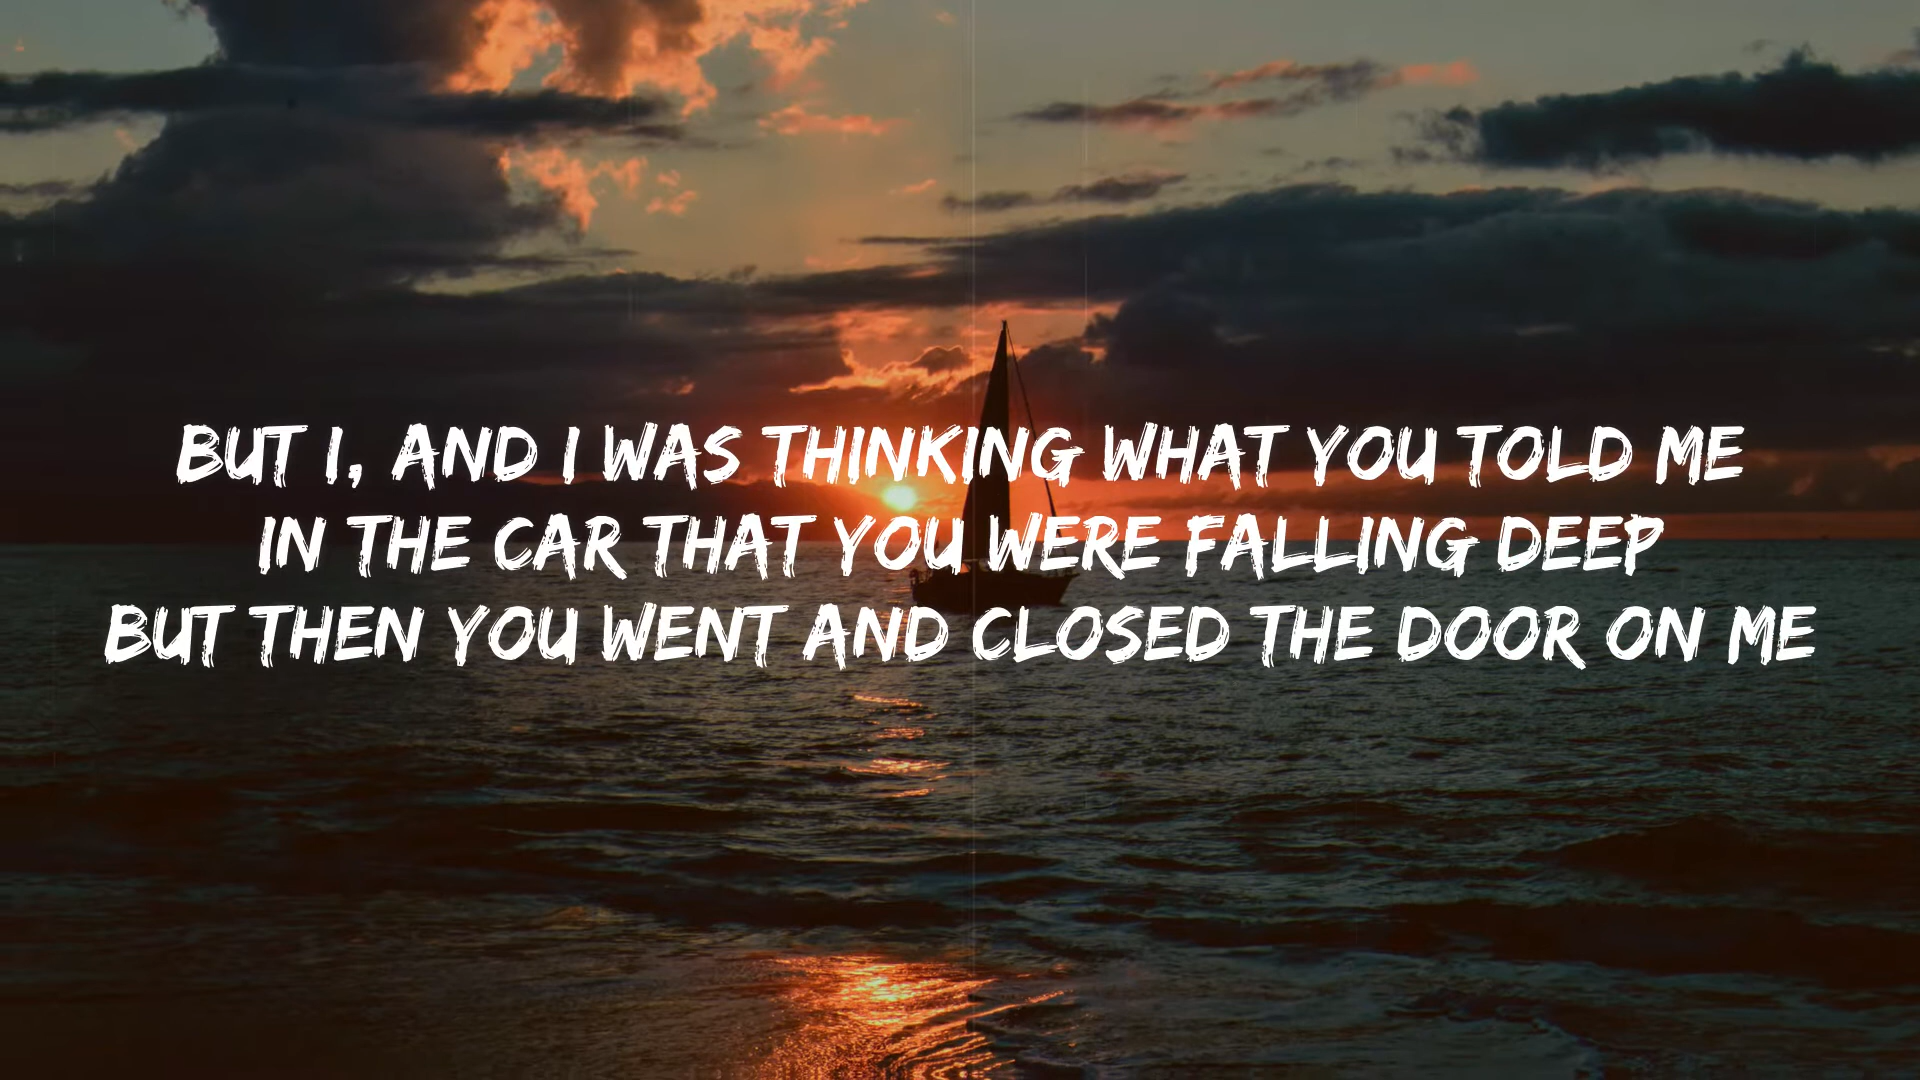 BUT I, AND I WAS THINKING WHAT YOU TOLD ME
IN THE CAR THAT YOU WERE FALLING DEEP
BUT THEN YOU WENT AND CLOSED THE DOOR ON ME